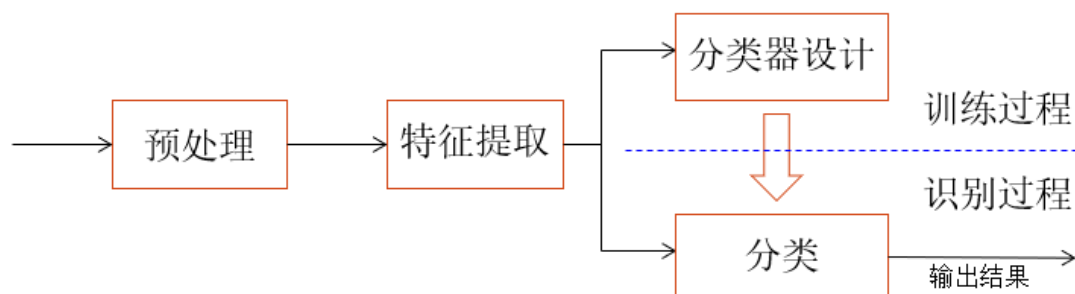 分类器设计
训练过程
预处理
特征提取
识别过程
分类
输出结果